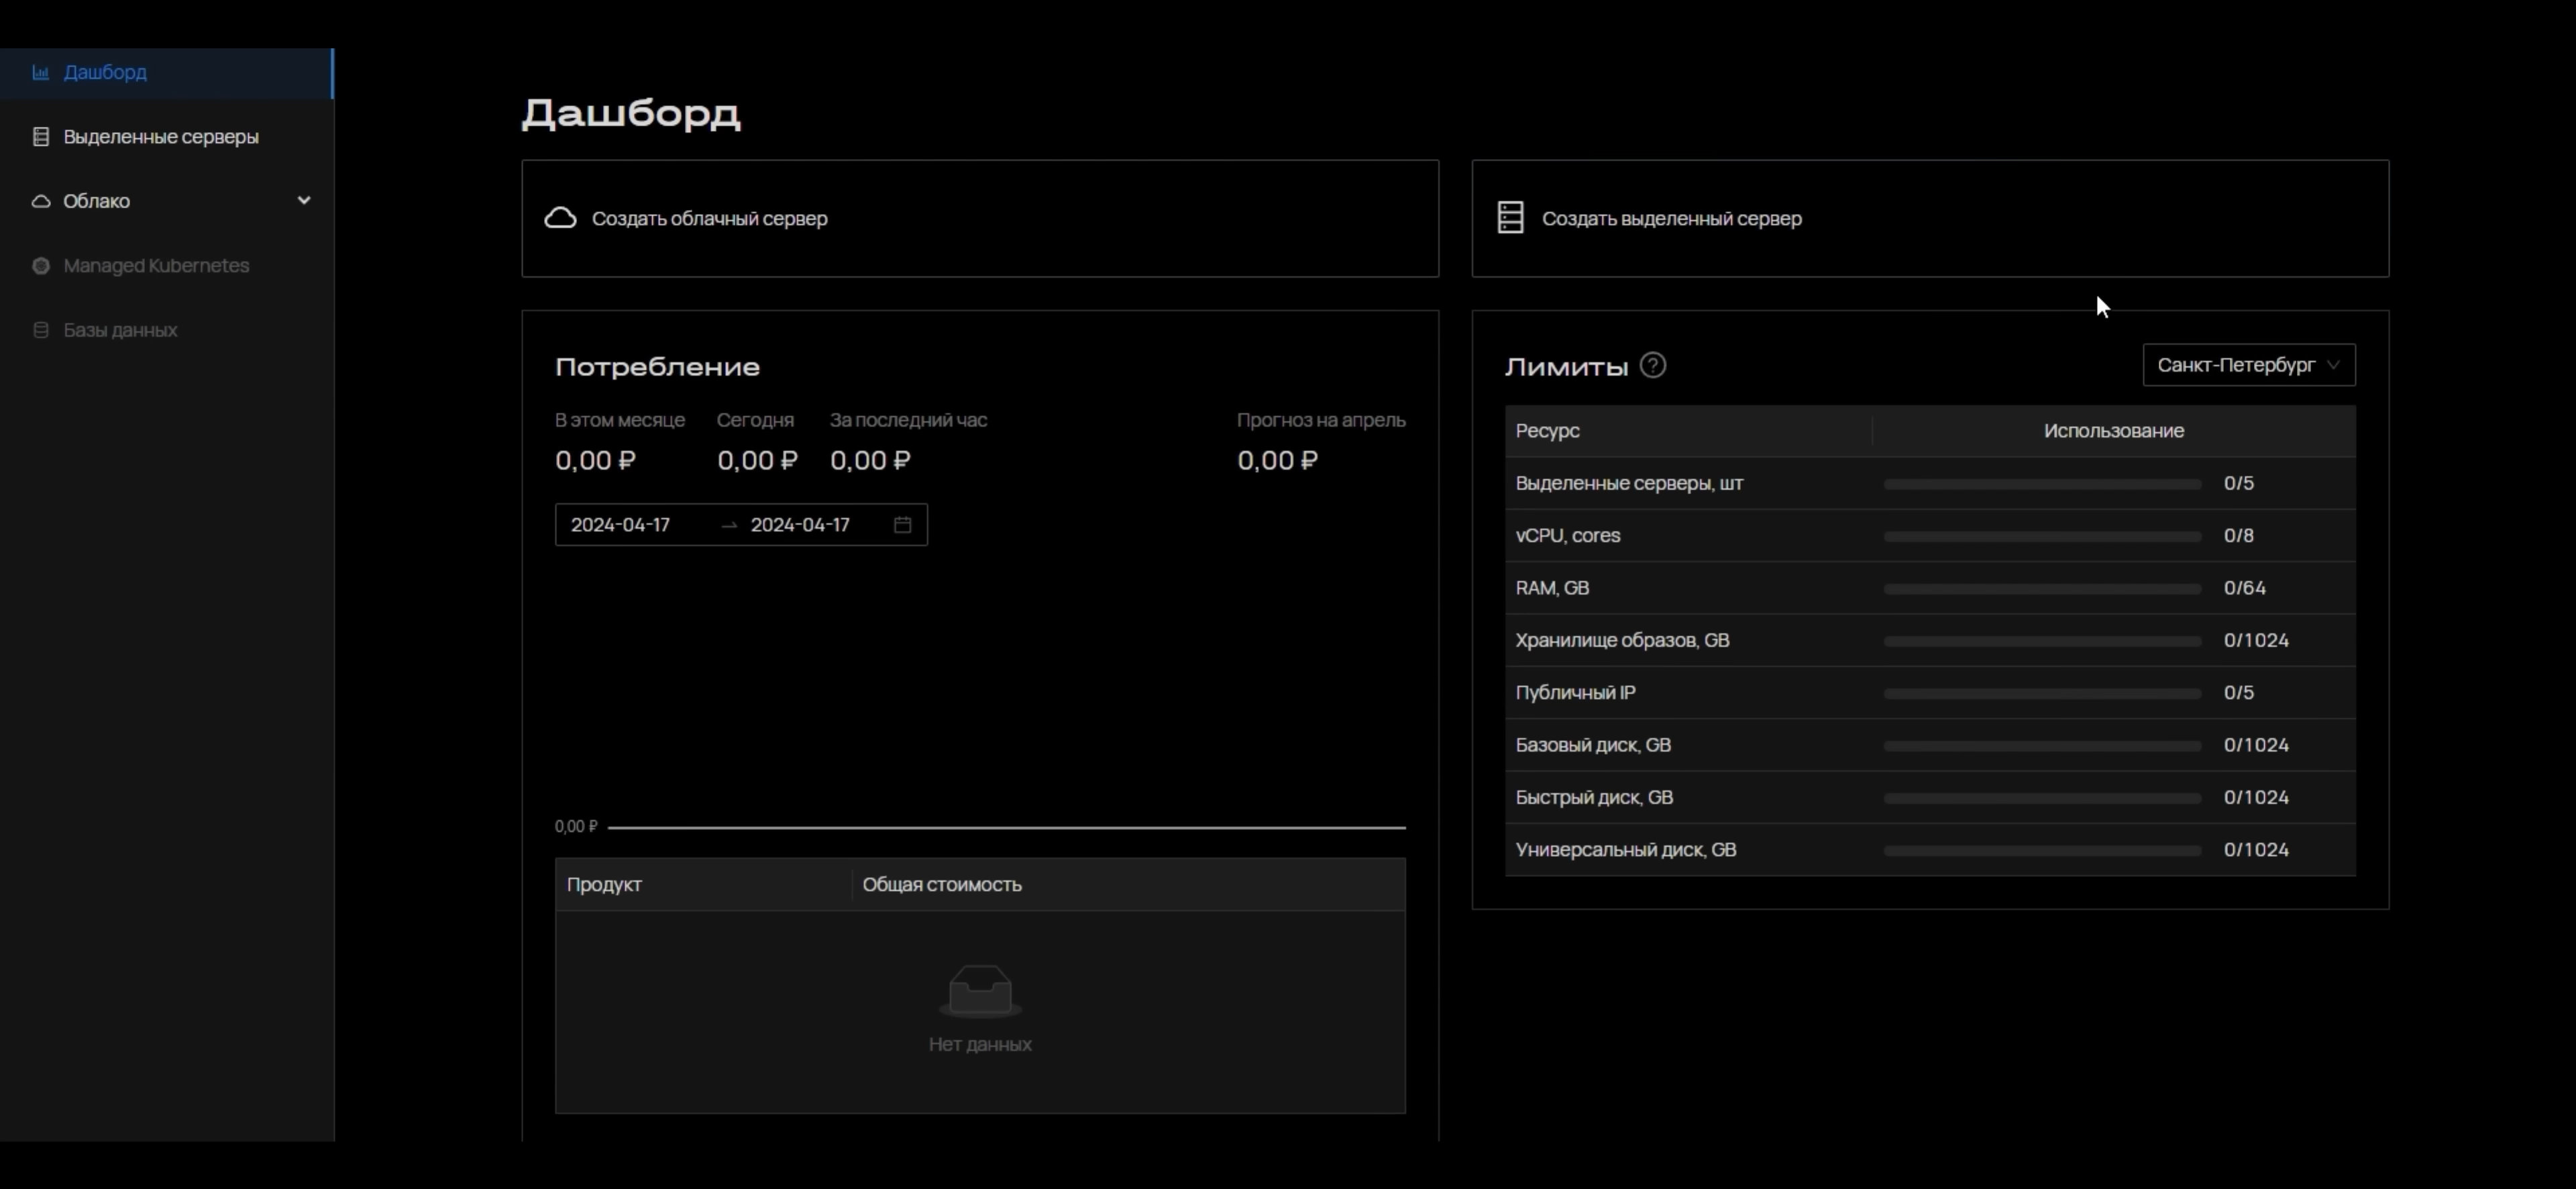 Дашборд
Выделенные серверы
Облако
Managed Kubernetes
Базы данных
Дашборд
Создать облачный сервер
Создать выделенный сервер
Потребление
В этом месяце Сегодня За последний час Прогноз на апрель
0,00 ₽ 0,00 ₽ 0,00 ₽ 0,00 ₽
2024-04-17 → 2024-04-17
0,00 ₽
Продукт Общая стоимость
Нет данных
Лимиты ? Санкт-Петербург
Ресурс Использование
Выделенные серверы, шт 0/5
vCPU, cores 0/8
RAM, GB 0/64
Хранилище образов, GB 0/1024
Публичный IP 0/5
Базовый диск, GB 0/1024
Быстрый диск, GB 0/1024
Универсальный диск, GB 0/1024